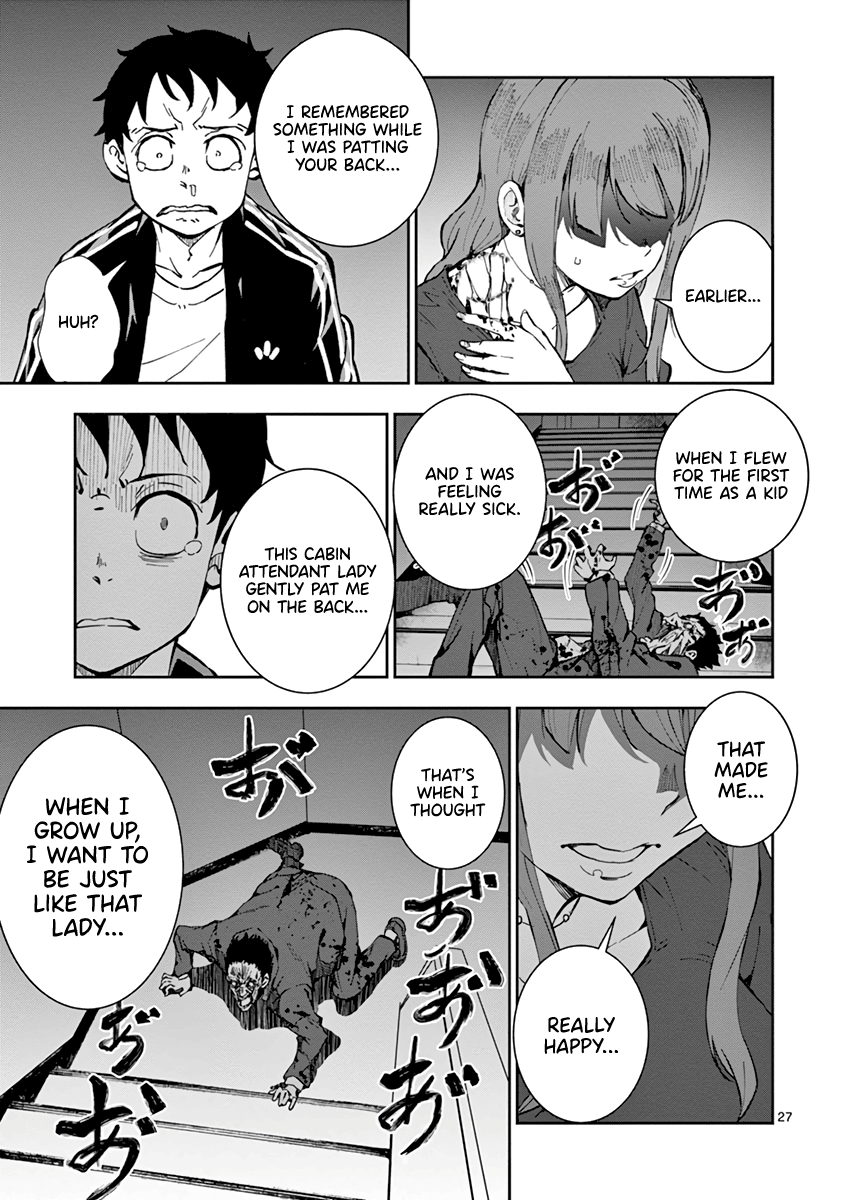 EARLIER...
I REMEMBERED
SOMETHING WHILE
I WAS PATTING
YOUR BACK...
HUH?
WHEN I FLEW
FOR THE FIRST
TIME AS A KID
AND I WAS
FEELING
REALLY SICK.
お゛お゛
お゛お゛
THIS CABIN
ATTENDANT LADY
GENTLY PAT ME
ON THE BACK...
THAT
MADE
ME...
REALLY
HAPPY...
THAT'S
WHEN I
THOUGHT
あ゛
あ゛あ゛あ゛
WHEN I
GROW UP,
I WANT TO
BE JUST
LIKE THAT
LADY...
お゛お゛
27